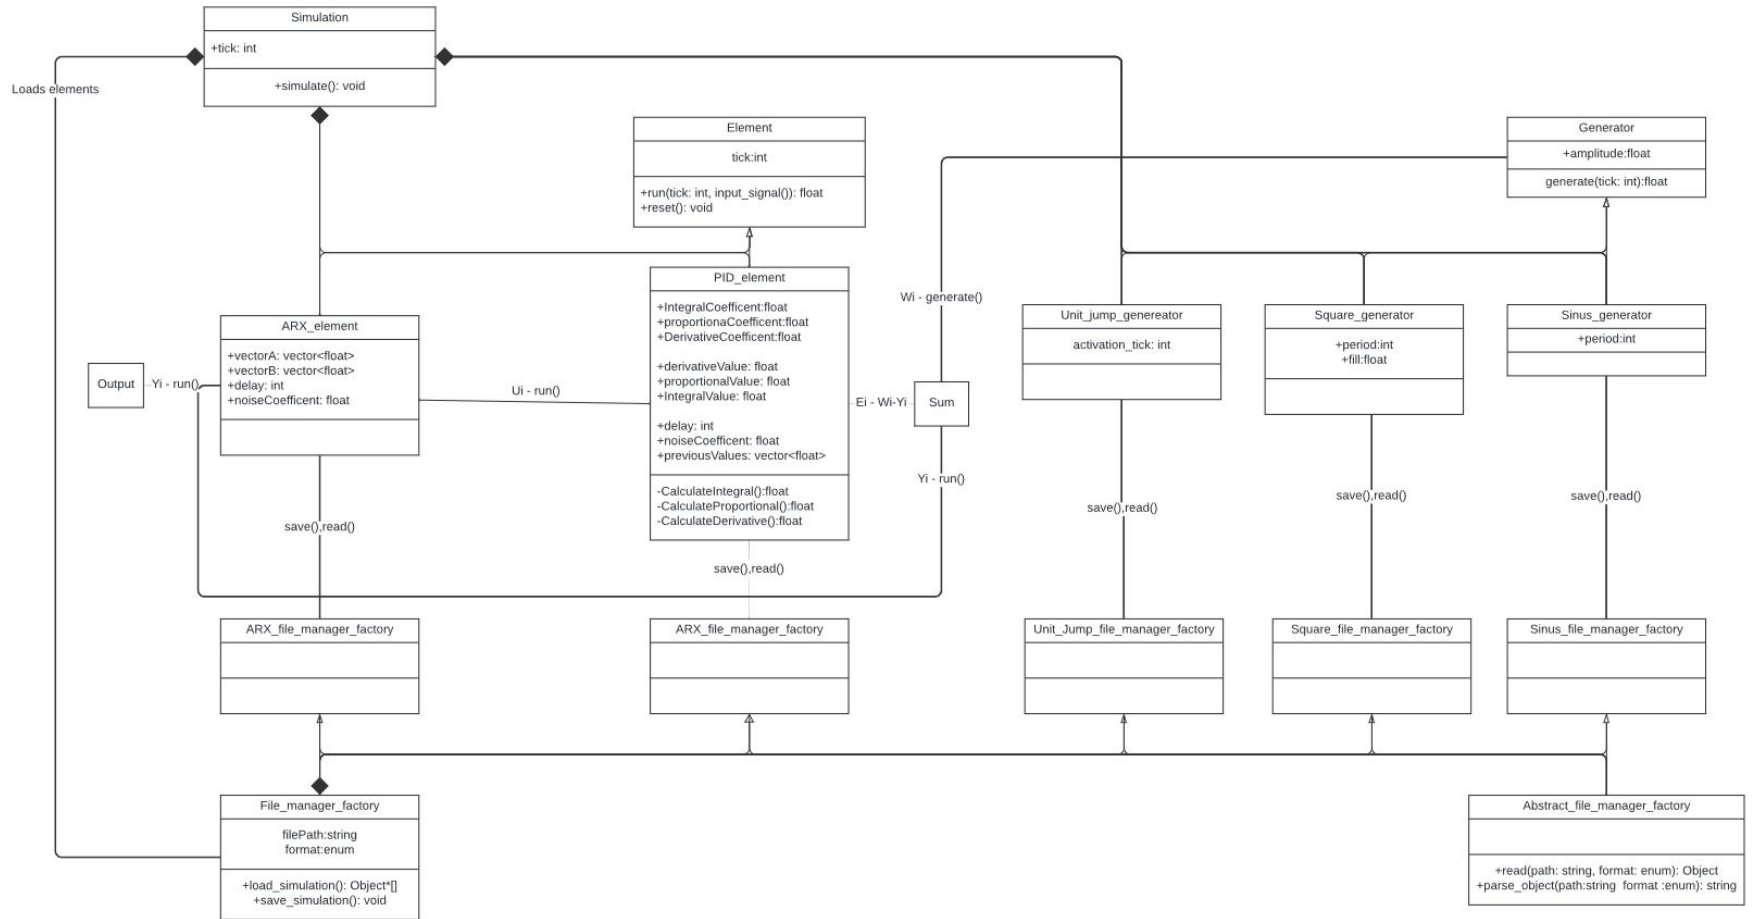 Simulation
+tick: int
+simulate(): void
Loads elements
Element
tick:int
+run(tick: int, input_signal()): float
+reset(): void
Generator
+amplitude:float
generate(tick: int):float
PID_element
+IntegralCoefficent:float
+proportionaCoefficent:float
+DerivativeCoefficent:float
+derivativeValue: float
+proportionalValue: float
+IntegralValue: float
+delay: int
+noiseCoefficent: float
+previousValues: vector<float>
-CalculateIntegral():float
-CalculateProportional():float
-CalculateDerivative():float
ARX_element
+vectorA: vector<float>
+vectorB: vector<float>
+delay: int
+noiseCoefficent: float
Output
Yi - run()
Ui - run()
Ei - Wi-Yi
Sum
Wi - generate()
Yi - run()
Unit_jump_genereator
activation_tick: int
Square_generator
+period:int
+fill:float
Sinus_generator
+period:int
save(),read()
save(),read()
save(),read()
save(),read()
save(),read()
ARX_file_manager_factory
ARX_file_manager_factory
Unit_Jump_file_manager_factory
Square_file_manager_factory
Sinus_file_manager_factory
File_manager_factory
filePath:string
format:enum
+load_simulation(): Object*[]
+save_simulation(): void
Abstract_file_manager_factory
+read(path: string, format: enum): Object
+parse_object(path:string format :enum): string